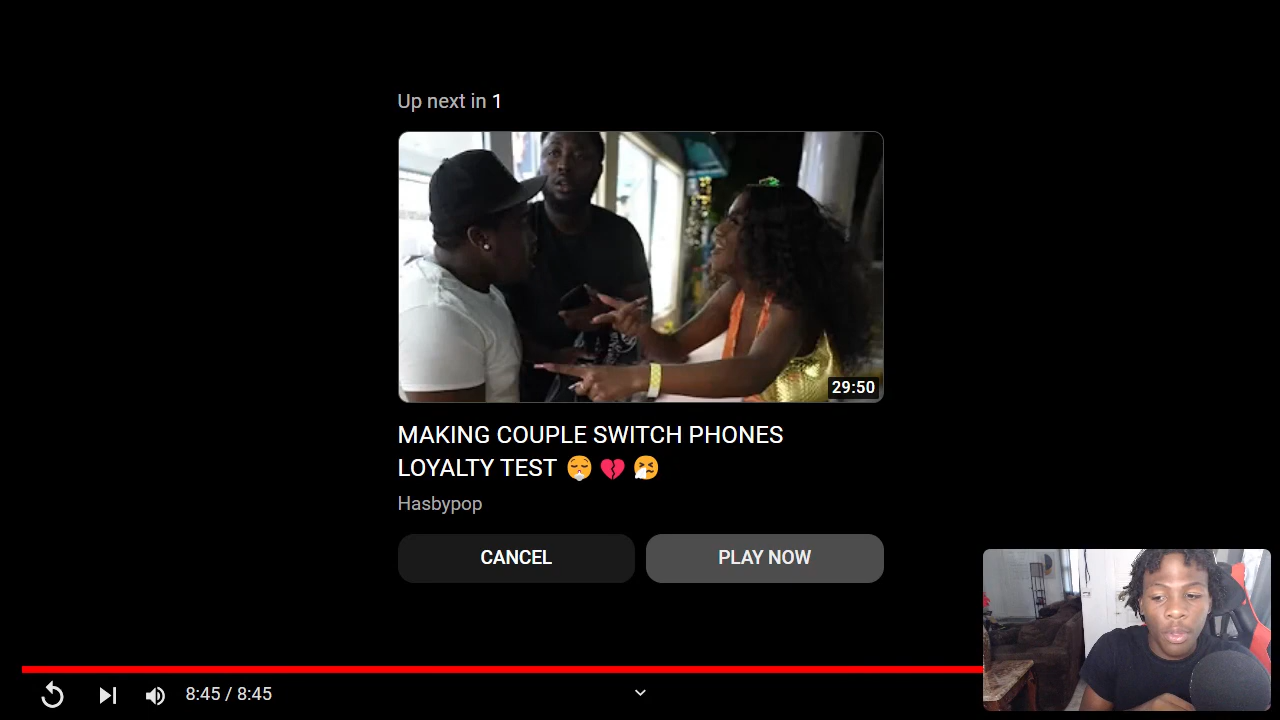 Up next in 1
29:50
MAKING COUPLE SWITCH PHONES
LOYALTY TEST 😤 💔 🤧
Hasbypop
CANCEL
PLAY NOW
8:45 / 8:45